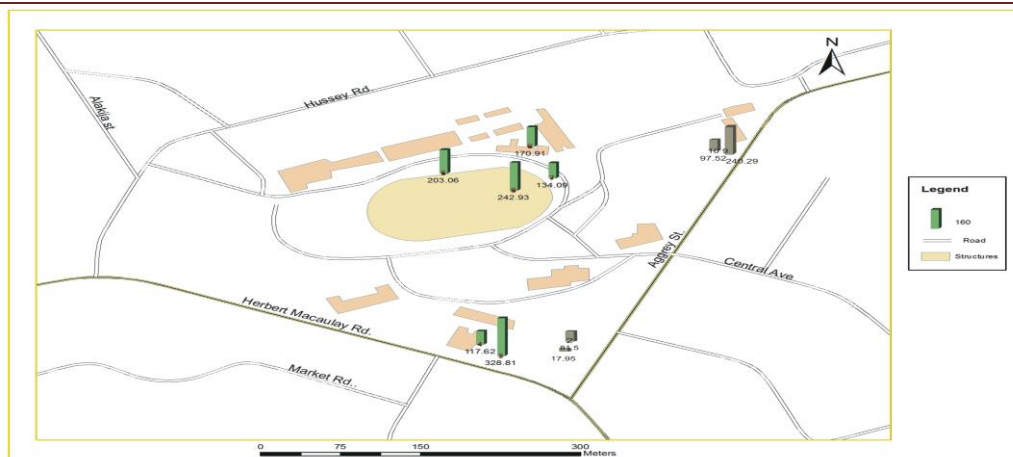 N
Alakija st
Hussey Rd
170.91
203.06
242.93
134.09
97.52
240.29
Aggrey St.
Central Ave
Herbert Macaulay Rd.
Market Rd..
117.62
328.81
17.95
Legend
160
Road
Structures
0 75 150 300
Meters